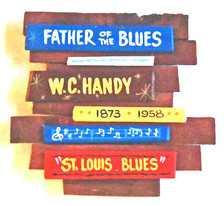 FATHER OF THE BLUES
W.C. HANDY
1873 1958
"ST. LOUIS BLUES"